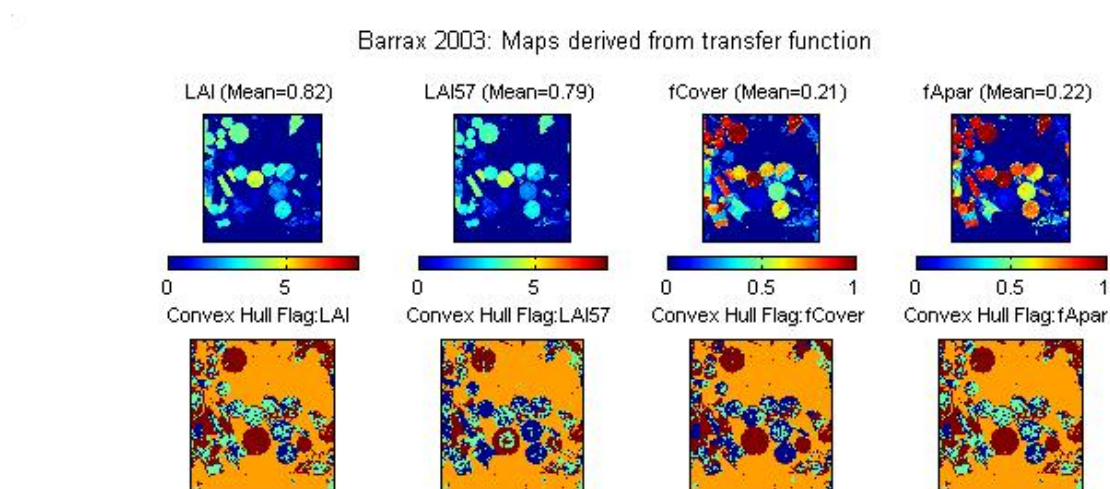 Barrax 2003: Maps derived from transfer function
LAI (Mean=0.82) LAI57 (Mean=0.79) fCover (Mean=0.21) fApar (Mean=0.22)
0 5 0 5 0 0.5 1 0 0.5 1
Convex Hull Flag:LAI Convex Hull Flag:LAI57 Convex Hull Flag:fCover Convex Hull Flag:fApar